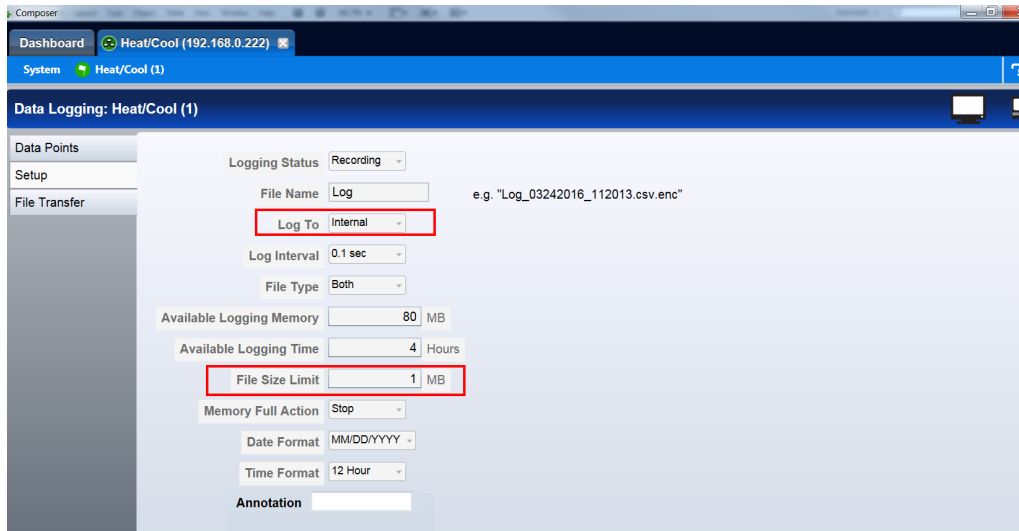 Composer
Dashboard Heat/Cool (192.168.0.222)
System Heat/Cool (1)
Data Logging: Heat/Cool (1)
Data Points
Setup
File Transfer
Logging Status Recording
File Name Log e.g. "Log_03242016_112013.csv.enc"
Log To Internal
Log Interval 0.1 sec
File Type Both
Available Logging Memory 80 MB
Available Logging Time 4 Hours
File Size Limit 1 MB
Memory Full Action Stop
Date Format MM/DD/YYYY
Time Format 12 Hour
Annotation